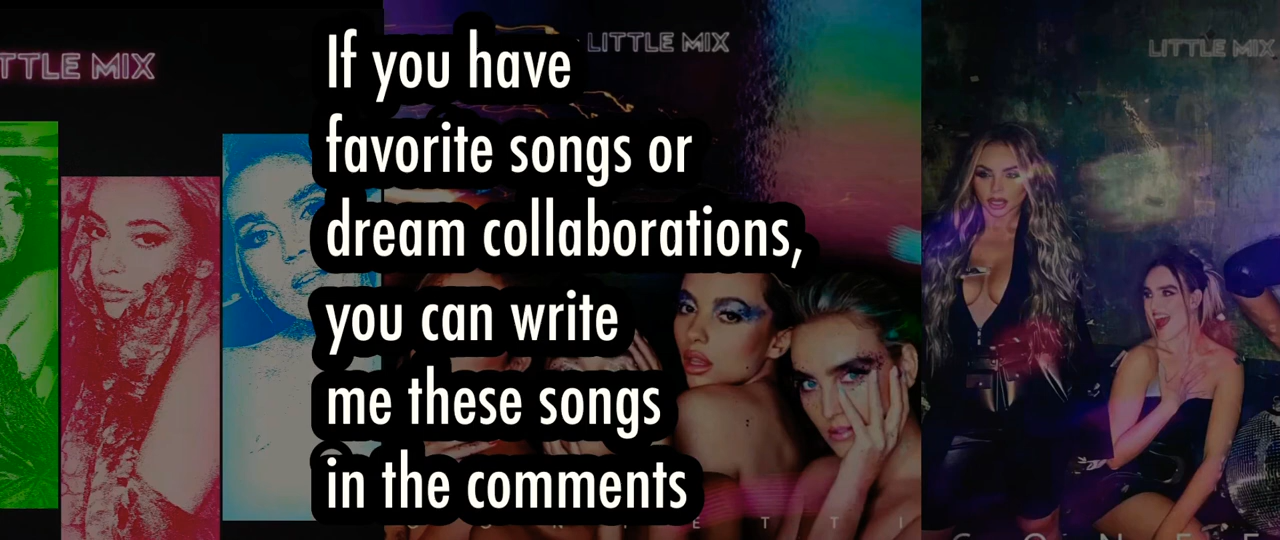 TTLE MIX
LITTLE MIX
LITTLE MIX
If you have
favorite songs or
dream collaborations,
you can write
me these songs
in the comments
C O N F E T T I
C O N F E